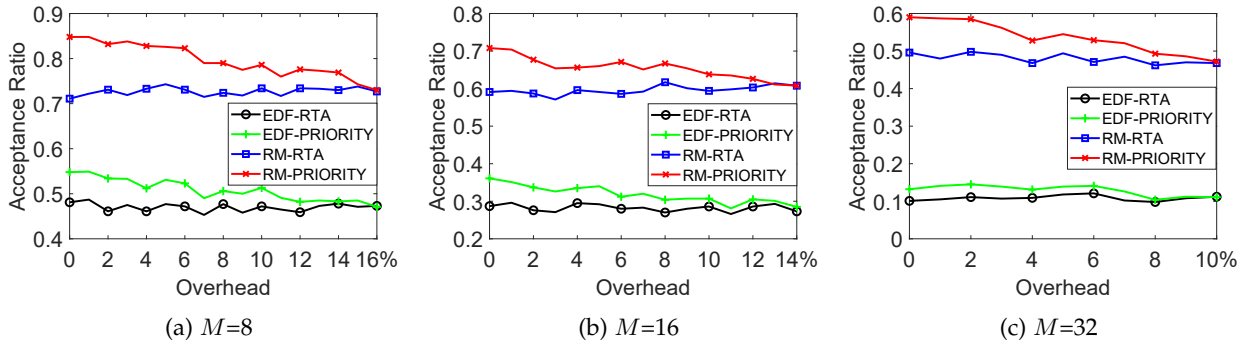 0.9
0.8
0.7
0.6
0.5
0.4
Acceptance Ratio
EDF-RTA
EDF-PRIORITY
RM-RTA
RM-PRIORITY
0 2 4 6 8 10 12 14 16%
Overhead
(a) M=8
0.8
0.7
0.6
0.5
0.4
0.3
0.2
Acceptance Ratio
EDF-RTA
EDF-PRIORITY
RM-RTA
RM-PRIORITY
0 2 4 6 8 10 12 14%
Overhead
(b) M=16
0.6
0.5
0.4
0.3
0.2
0.1
0
Acceptance Ratio
EDF-RTA
EDF-PRIORITY
RM-RTA
RM-PRIORITY
0 2 4 6 8 10%
Overhead
(c) M=32